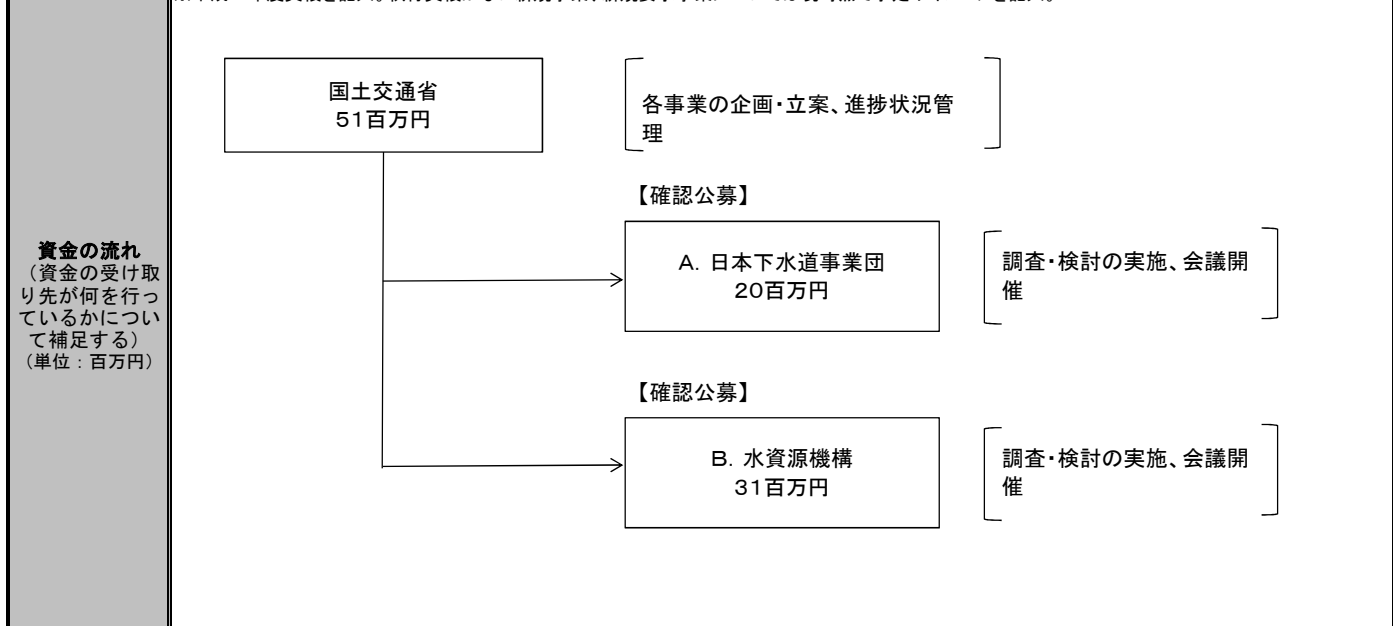 国土交通省
51百万円
各事業の企画・立案、進捗状況管
理
【確認公募】
A. 日本下水道事業団
20百万円
調査・検討の実施、会議開
催
資金の流れ
（資金の受け取
り先が何を行っ
ているかについ
て補足する）
（単位：百万円）
【確認公募】
B. 水資源機構
31百万円
調査・検討の実施、会議開
催